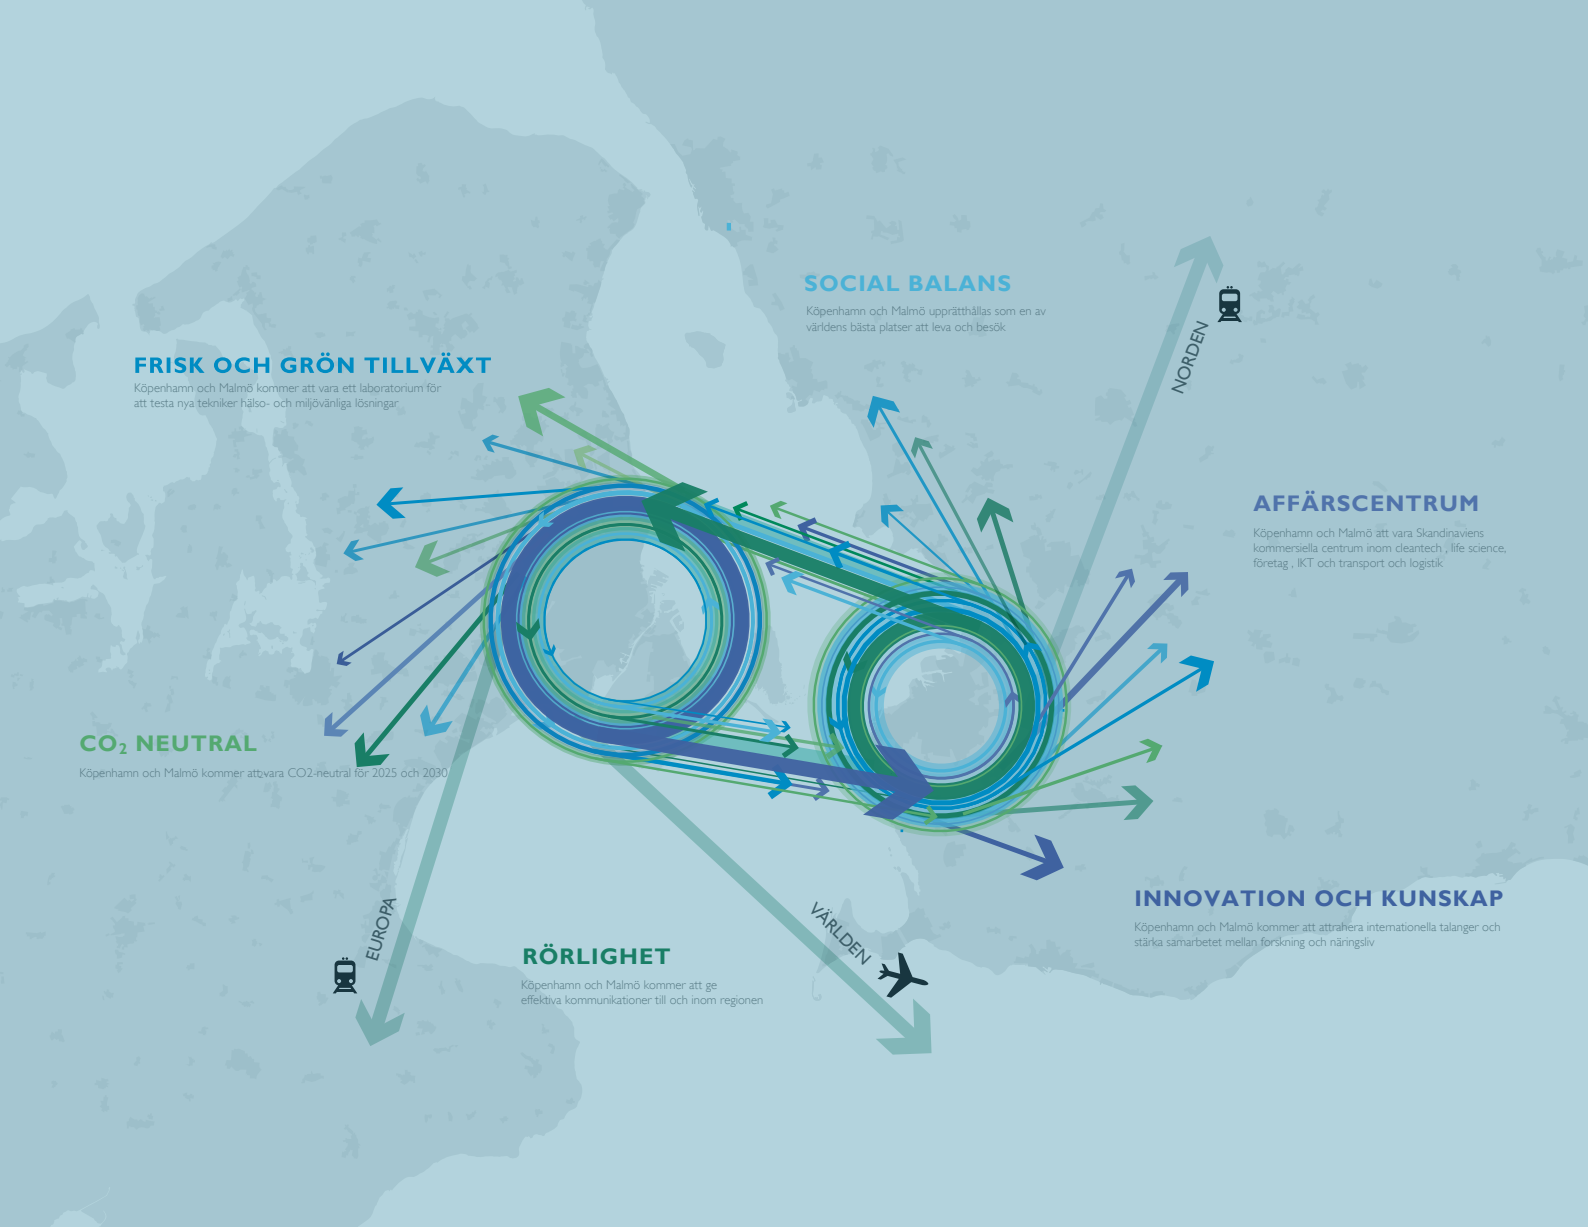 SOCIAL BALANS
Köpenhamn och Malmö upprätthållas som en av
världens bästa platser att leva och besök
NORDEN
FRISK OCH GRÖN TILLVÄXT
Köpenhamn och Malmö kommer att vara ett laboratorium för
att testa nya tekniker hälso- och miljövänliga lösningar
AFFÄRSCENTRUM
Köpenhamn och Malmö att vara Skandinaviens
kommersiella centrum inom cleantech , life science,
företag , IKT och transport och logistik
CO₂ NEUTRAL
Köpenhamn och Malmö kommer att vara CO2-neutral för 2025 och 2030
EUROPA
VÄRLDEN
INNOVATION OCH KUNSKAP
Köpenhamn och Malmö kommer att attrahera internationella talanger och
stärka samarbetet mellan forskning och näringsliv
RÖRLIGHET
Köpenhamn och Malmö kommer att ge
effektiva kommunikationer till och inom regionen